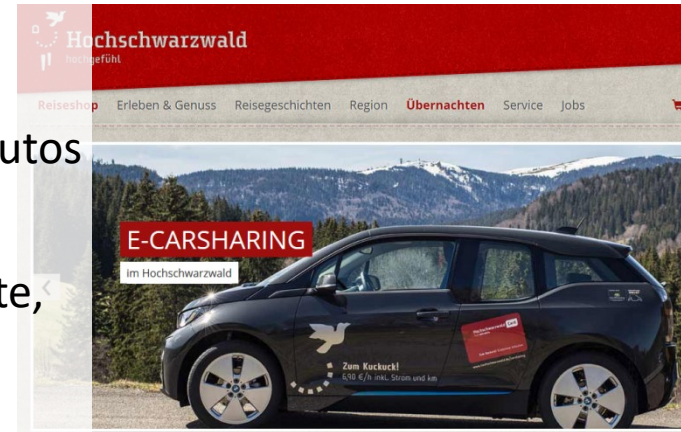 Hochschwarzwald
hochgefühl
Reiseshop Erleben & Genuss Reisegeschichten Region Übernachten Service Jobs
utos
E-CARSHARING
im Hochschwarzwald
te,
Zum Kuckuck!
6,90 €/h inkl. Strom und km